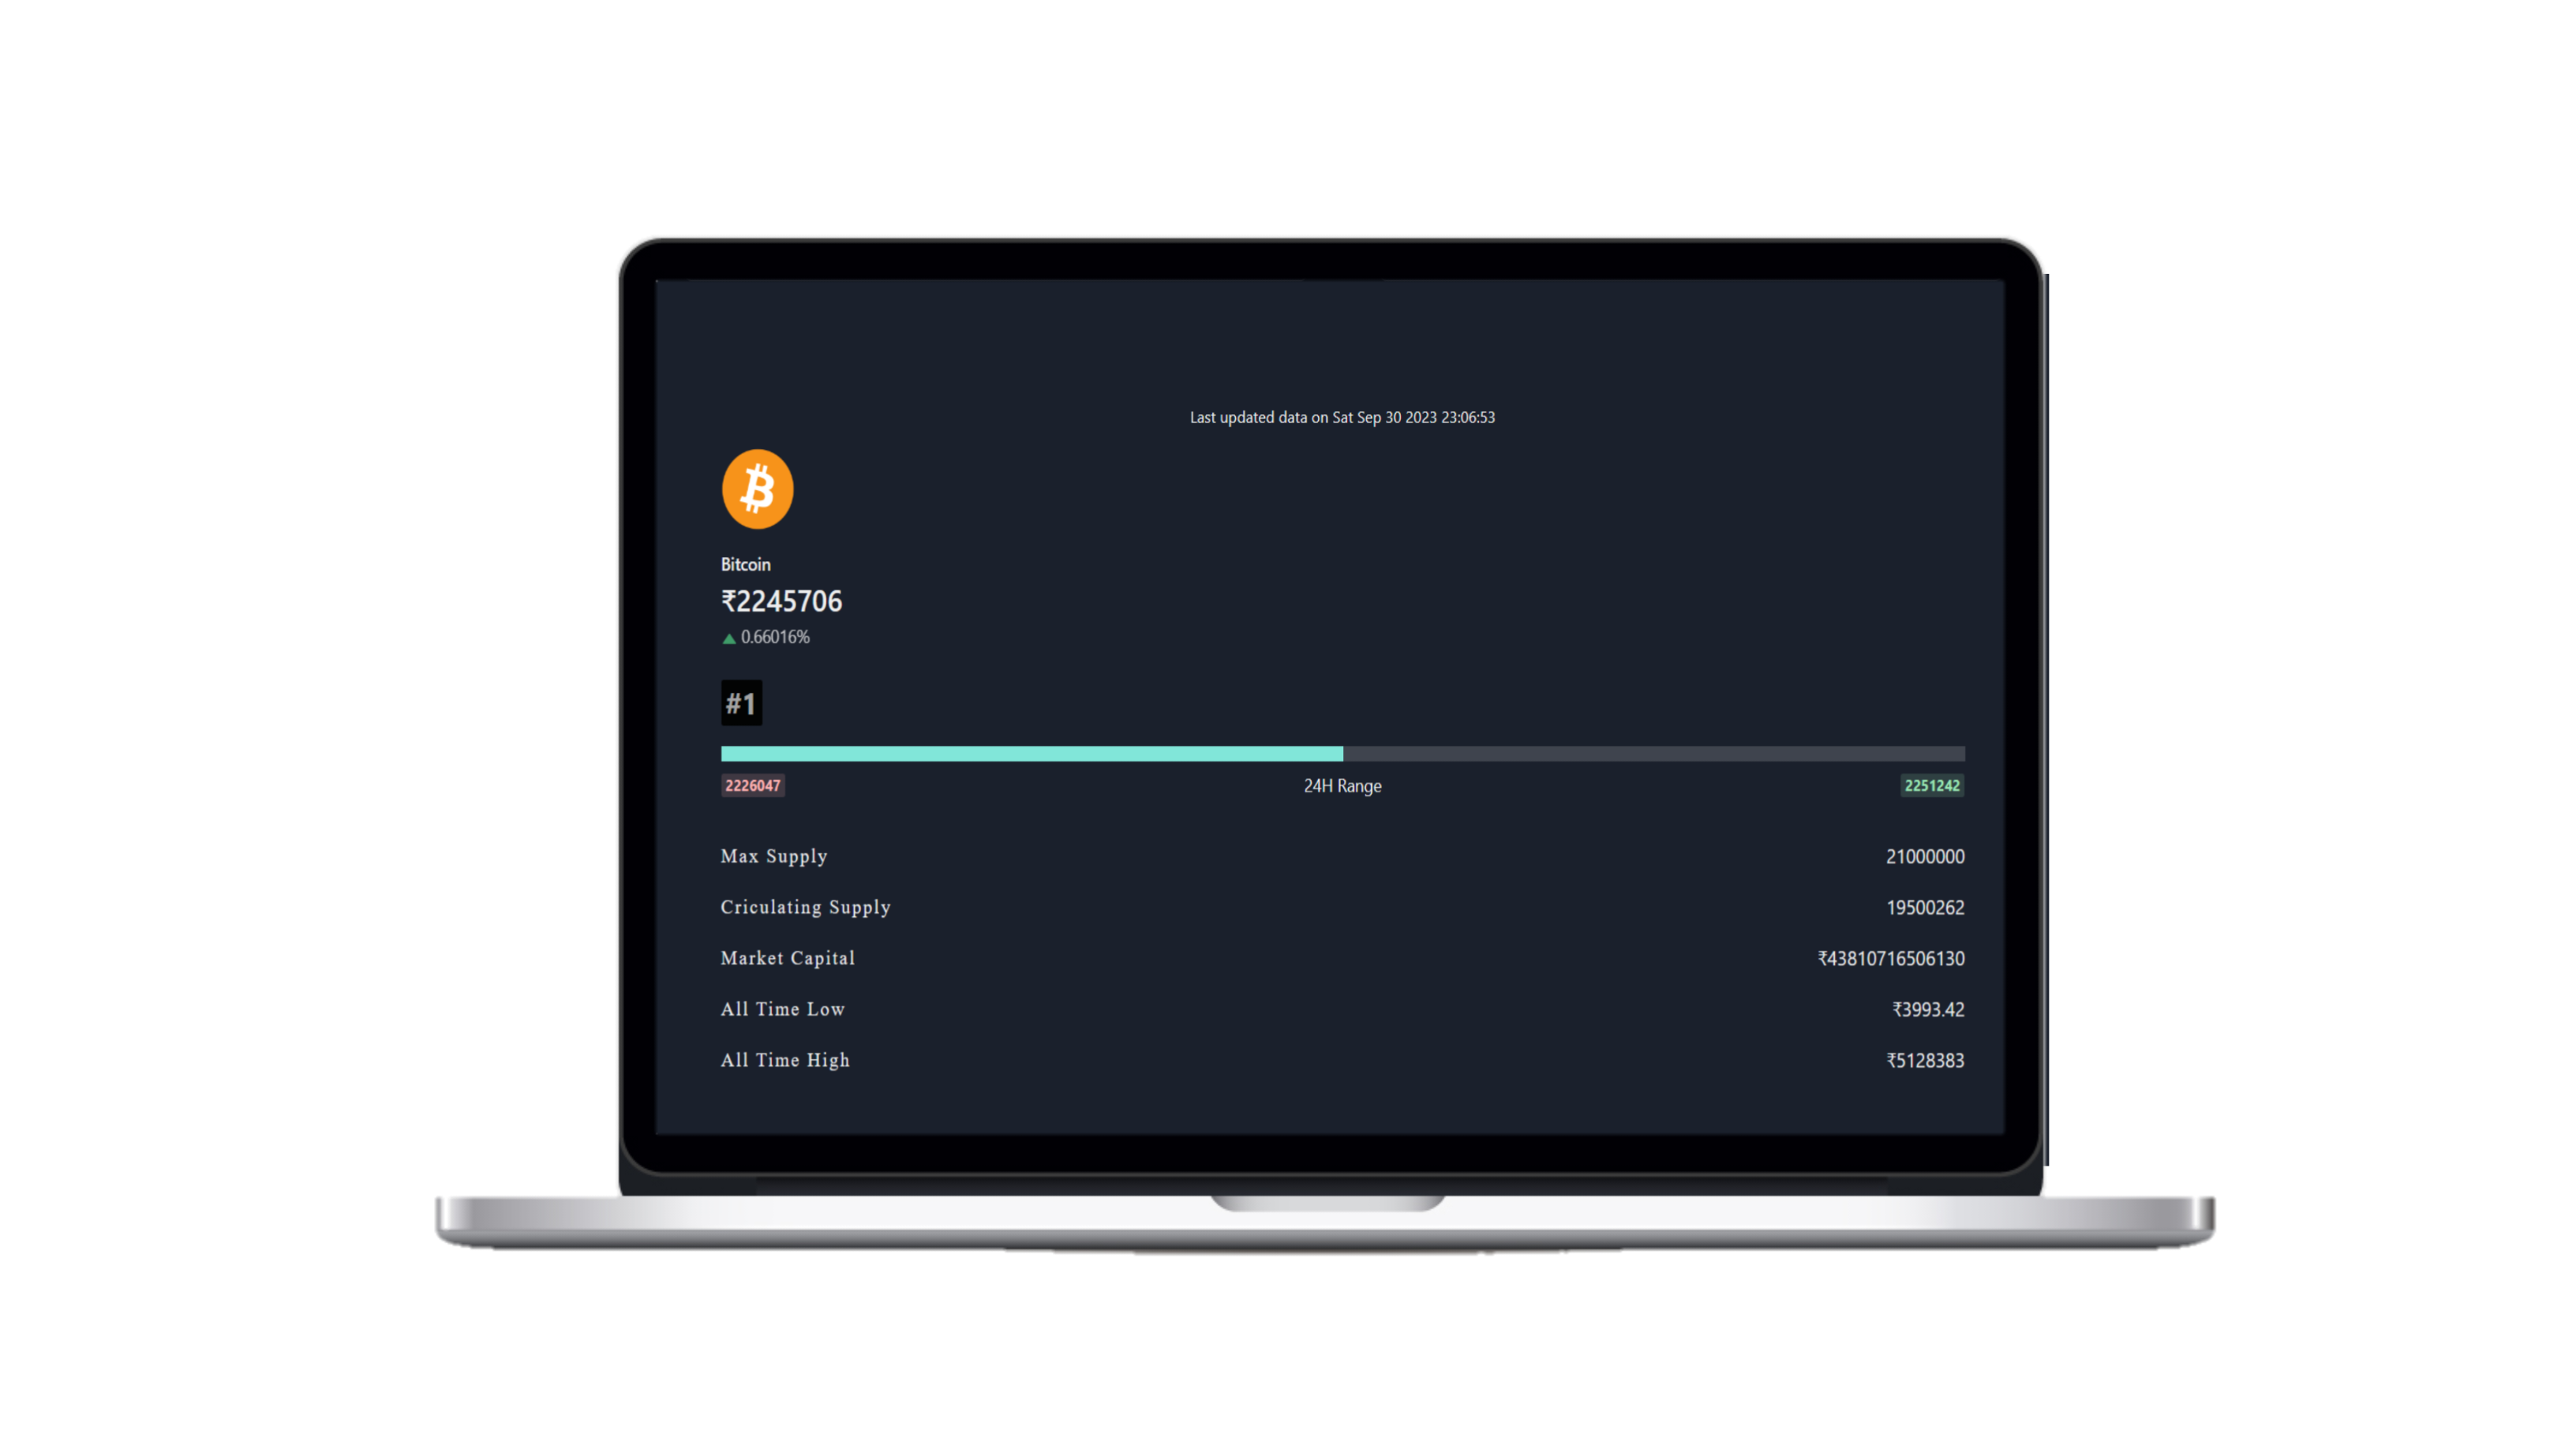 Last updated data on Sat Sep 30 2023 23:06:53
Bitcoin
₹2245706
0.66016%
#1
2226047 24H Range 2251242
Max Supply 21000000
Criculating Supply 19500262
Market Capital ₹43810716506130
All Time Low ₹3993.42
All Time High ₹5128383